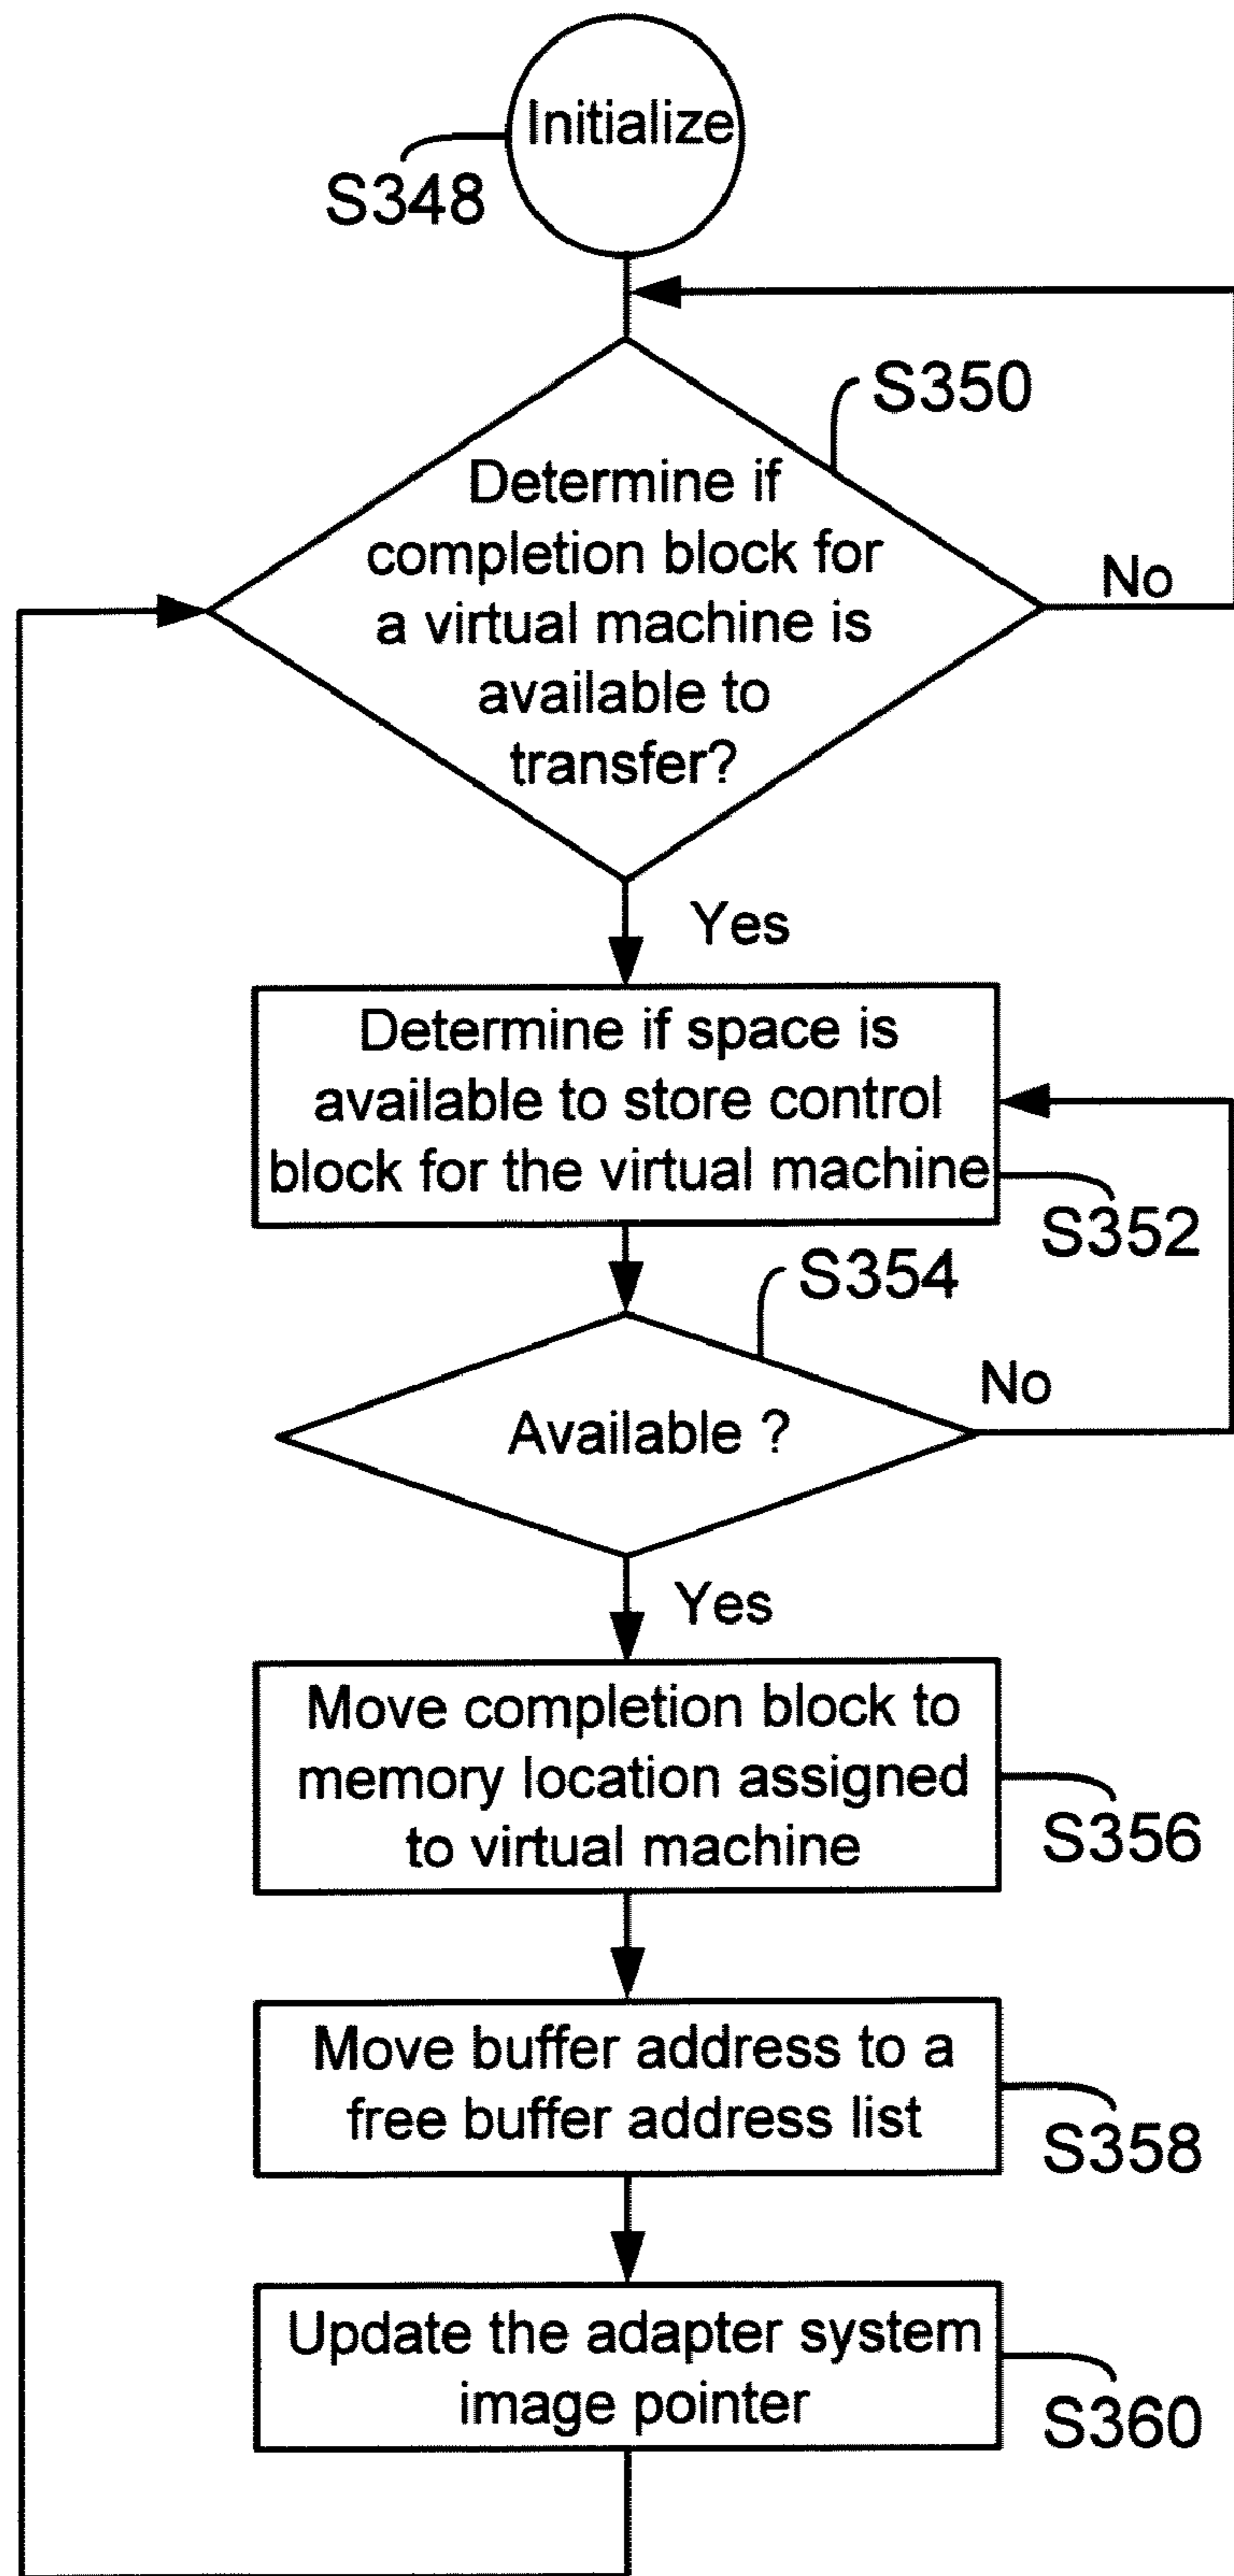 Initialize
S348
S350
Determine if
completion block for
a virtual machine is
available to
transfer?
No
Yes
Determine if space is
available to store control
block for the virtual machine
S352
S354
Available ?
No
Yes
Move completion block to
memory location assigned
to virtual machine
S356
Move buffer address to a
free buffer address list
S358
Update the adapter system
image pointer
S360